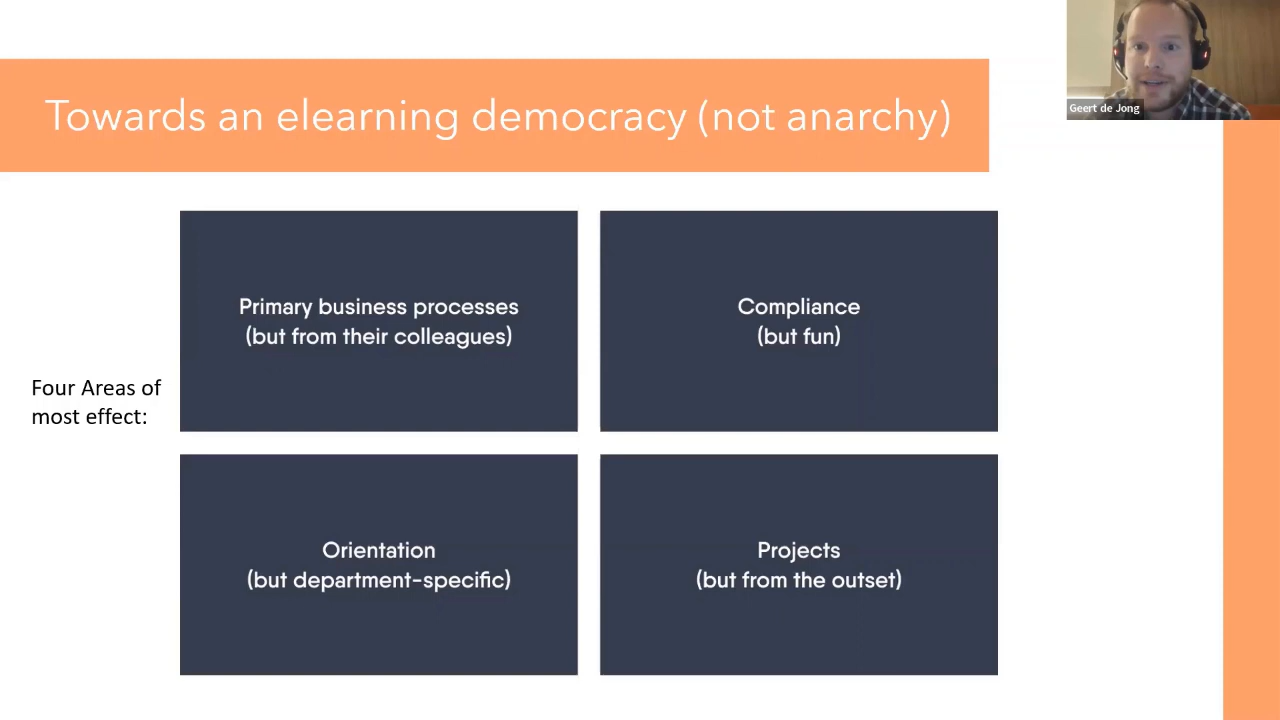 Towards an elearning democracy (not anarchy)
Geert de Jong
Primary business processes
(but from their colleagues)
Compliance
(but fun)
Four Areas of
most effect:
Orientation
(but department-specific)
Projects
(but from the outset)